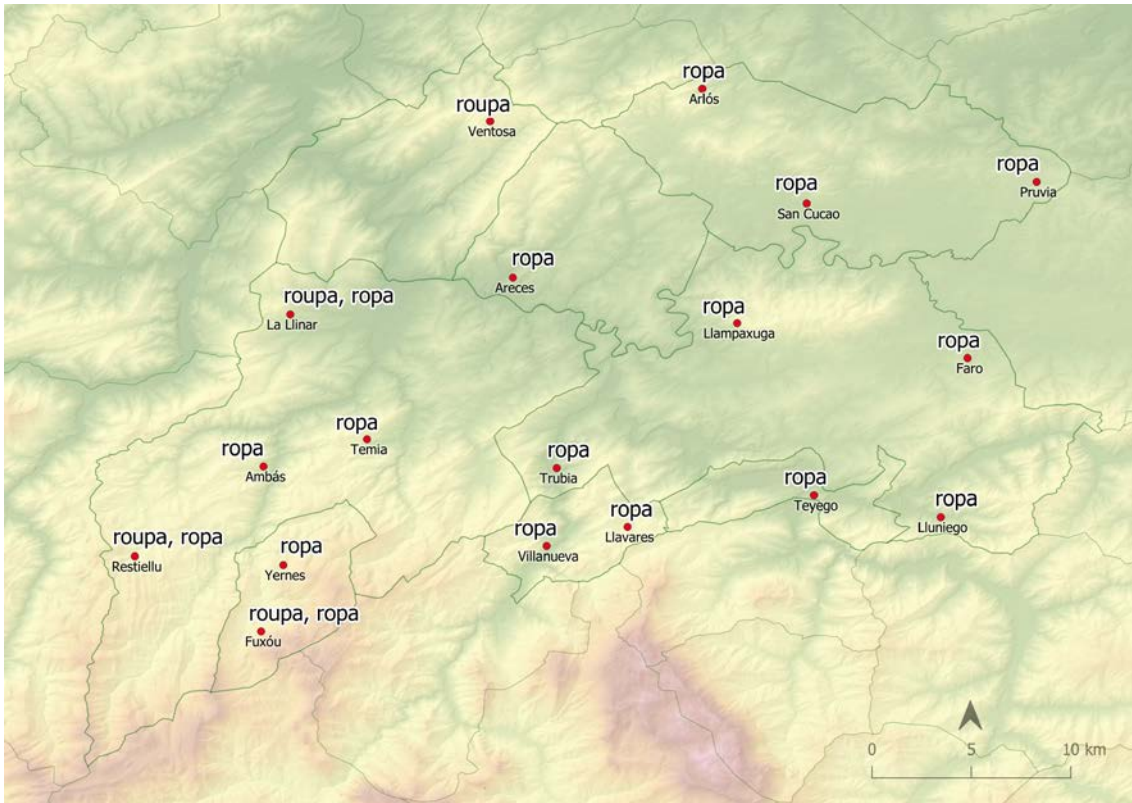 ropa
Arlós
roupa
Ventosa
ropa
Pruvia
ropa
San Cucao
ropa
Areces
roupa, ropa
La Llinar
ropa
Llampaxuga
ropa
Faro
ropa
Temia
ropa
Ambás
ropa
Trubia
ropa
Teyego
ropa
Lluniego
ropa
Llavares
ropa
Villanueva
roupa, ropa
Restiellu
ropa
Yernes
roupa, ropa
Fuxóu
0 5 10 km